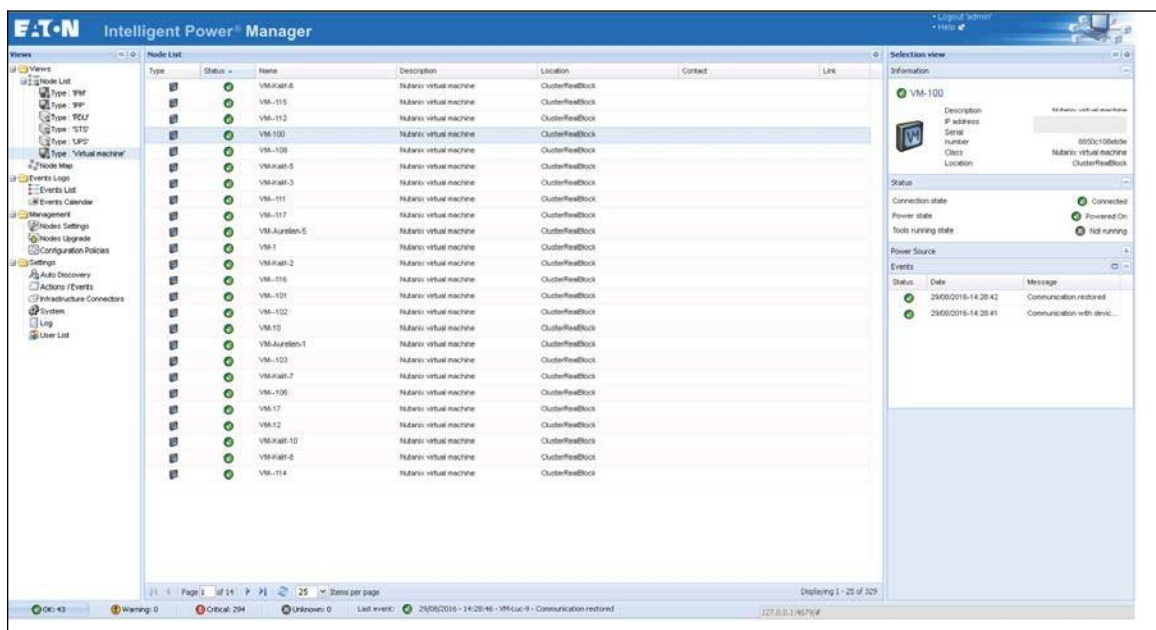 EATON Intelligent Power® Manager
Logout 'admin'
Help
Views
Views
Node List
Type : 'IPM'
Type : 'IPP'
Type : 'PDU'
Type : 'STS'
Type : 'UPS'
Type : 'Virtual machine'
Node Map
Events Logs
Events List
Events Calendar
Management
Nodes Settings
Nodes Upgrade
Configuration Policies
Settings
Auto Discovery
Actions / Events
Infrastructure Connectors
System
Log
User List
Node List
Type Status Name Description Location Contact Link
VM-Kalif-6 Nutanix virtual machine ClusterRealBlock
VM--115 Nutanix virtual machine ClusterRealBlock
VM--112 Nutanix virtual machine ClusterRealBlock
VM-100 Nutanix virtual machine ClusterRealBlock
VM--108 Nutanix virtual machine ClusterRealBlock
VM-Kalif-5 Nutanix virtual machine ClusterRealBlock
VM-Kalif-3 Nutanix virtual machine ClusterRealBlock
VM--111 Nutanix virtual machine ClusterRealBlock
VM--117 Nutanix virtual machine ClusterRealBlock
VM-Aurelien-5 Nutanix virtual machine ClusterRealBlock
VM-1 Nutanix virtual machine ClusterRealBlock
VM-Kalif-2 Nutanix virtual machine ClusterRealBlock
VM--116 Nutanix virtual machine ClusterRealBlock
VM--101 Nutanix virtual machine ClusterRealBlock
VM--102 Nutanix virtual machine ClusterRealBlock
VM-10 Nutanix virtual machine ClusterRealBlock
VM-Aurelien-1 Nutanix virtual machine ClusterRealBlock
VM--103 Nutanix virtual machine ClusterRealBlock
VM-Kalif-7 Nutanix virtual machine ClusterRealBlock
VM--106 Nutanix virtual machine ClusterRealBlock
VM-17 Nutanix virtual machine ClusterRealBlock
VM-12 Nutanix virtual machine ClusterRealBlock
VM-Kalif-10 Nutanix virtual machine ClusterRealBlock
VM-Kalif-8 Nutanix virtual machine ClusterRealBlock
VM--114 Nutanix virtual machine ClusterRealBlock
Page 1 of 14 25 Items per page Displaying 1 - 25 of 329
Selection view
Information
VM-100
Description Nutanix virtual machine
IP address
Serial
number
Class Nutanix virtual machine
Location ClusterRealBlock
VM
Status
Connection state Connected
Power state Powered On
Tools running state Not running
Power Source
Events
Status Date Message
29/08/2016-14:28:42 Communication restored
29/08/2016-14:28:41 Communication with devic...
OK: 43 Warning: 0 Critical: 294 Unknown: 0 Last event: 29/08/2016 - 14:28:46 - VM-Luc-9 - Communication restored
127.0.0.1:4679/#